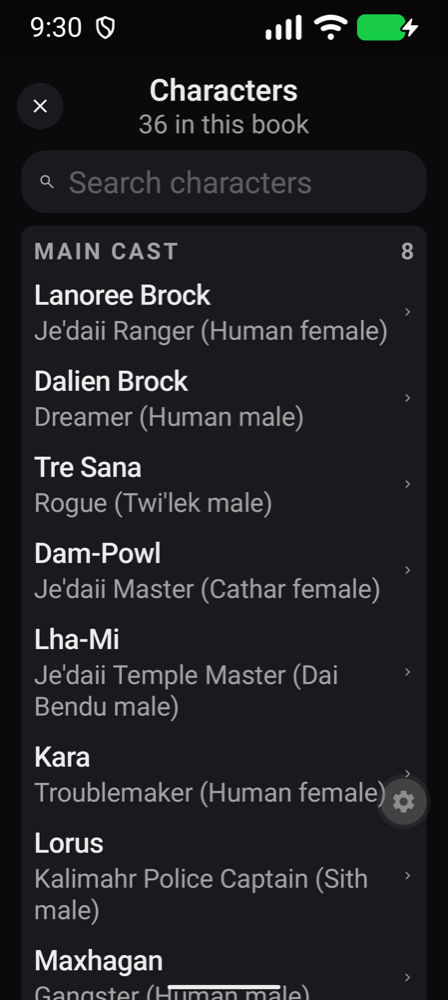 9:30
Characters
36 in this book
Search characters
MAIN CAST 8
Lanoree Brock
Je'daii Ranger (Human female)
Dalien Brock
Dreamer (Human male)
Tre Sana
Rogue (Twi'lek male)
Dam-Powl
Je'daii Master (Cathar female)
Lha-Mi
Je'daii Temple Master (Dai
Bendu male)
Kara
Troublemaker (Human female)
Lorus
Kalimahr Police Captain (Sith
male)
Maxhagan
Gangster (Human male)